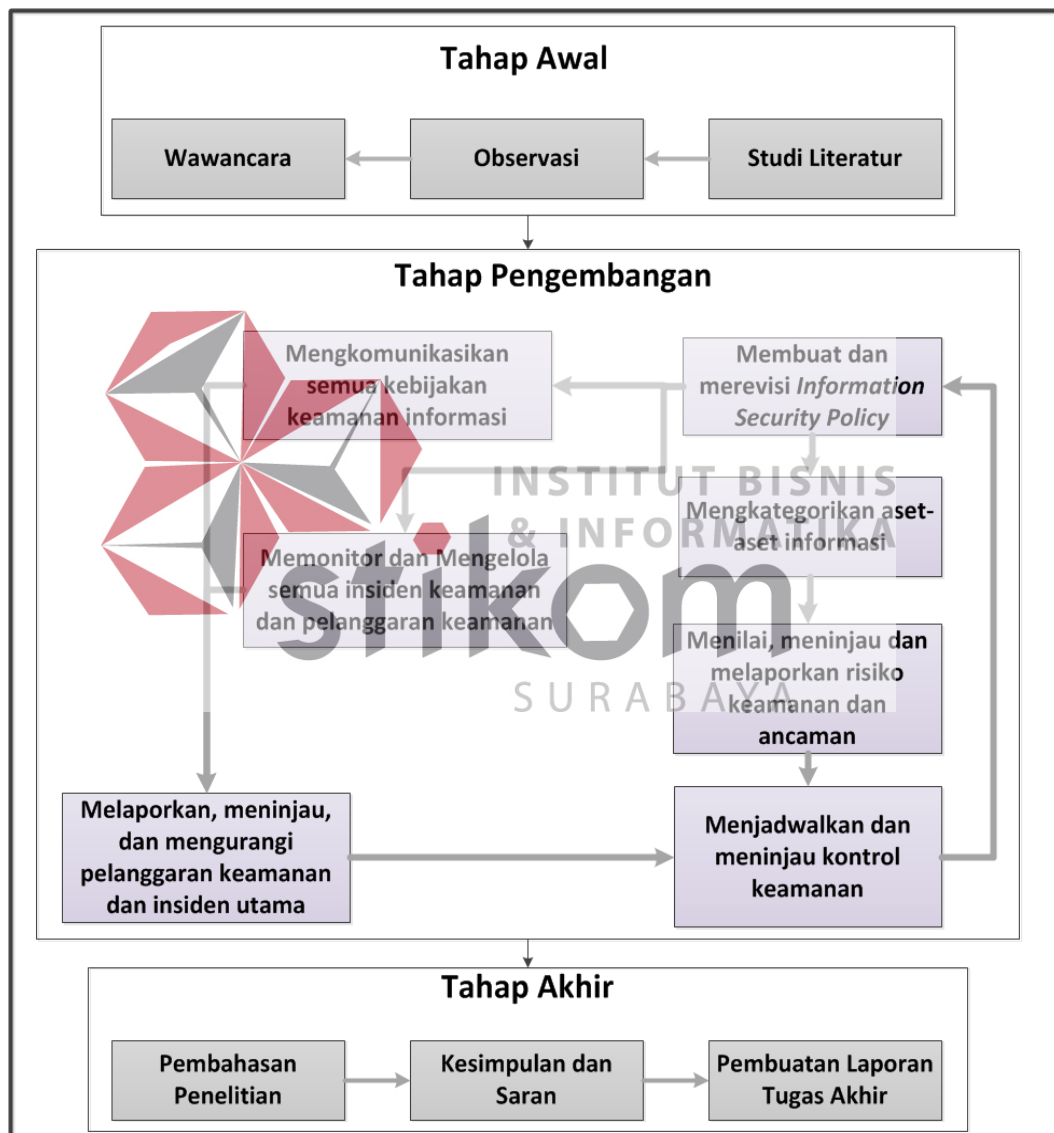 Tahap Awal
Wawancara
Observasi
Studi Literatur
Tahap Pengembangan
Mengkomunikasikan
semua kebijakan
keamanan informasi
Membuat dan
merevisi Information
Security Policy
INSTITUT BISNIS
& INFORMATIKA
stikom
SURABAYA
Mengkategorikan aset-
aset informasi
Memonitor dan Mengelola
semua insiden keamanan
dan pelanggaran keamanan
Menilai, meninjau dan
melaporkan risiko
keamanan dan
ancaman
Melaporkan, meninjau,
dan mengurangi
pelanggaran keamanan
dan insiden utama
Menjadwalkan dan
meninjau kontrol
keamanan
Tahap Akhir
Pembahasan
Penelitian
Kesimpulan dan
Saran
Pembuatan Laporan
Tugas Akhir